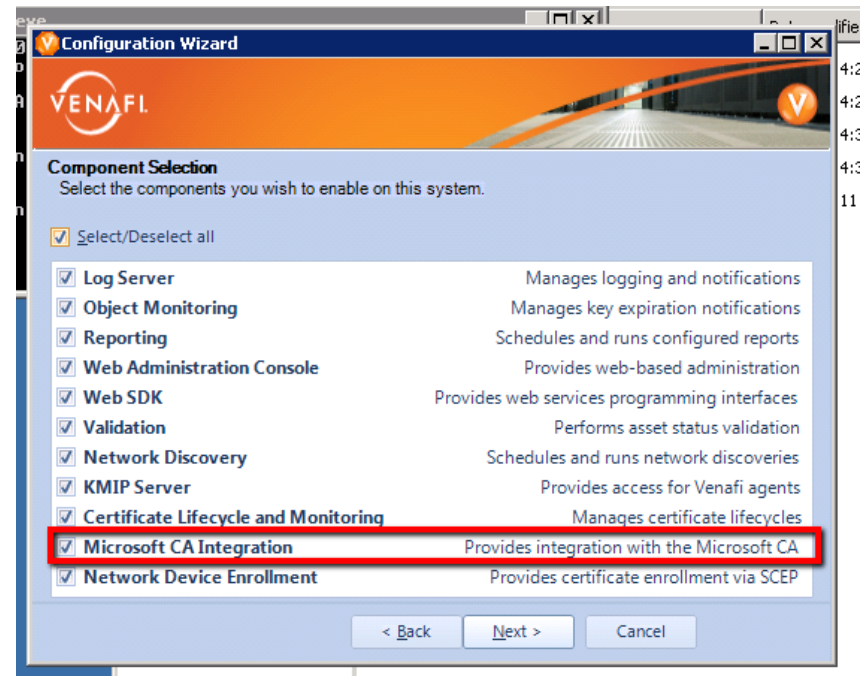 Configuration Wizard
VENAFI
Component Selection
Select the components you wish to enable on this system.
Select/Deselect all
Log Server Manages logging and notifications
Object Monitoring Manages key expiration notifications
Reporting Schedules and runs configured reports
Web Administration Console Provides web-based administration
Web SDK Provides web services programming interfaces
Validation Performs asset status validation
Network Discovery Schedules and runs network discoveries
KMIP Server Provides access for Venafi agents
Certificate Lifecycle and Monitoring Manages certificate lifecycles
Microsoft CA Integration Provides integration with the Microsoft CA
Network Device Enrollment Provides certificate enrollment via SCEP
< Back Next > Cancel